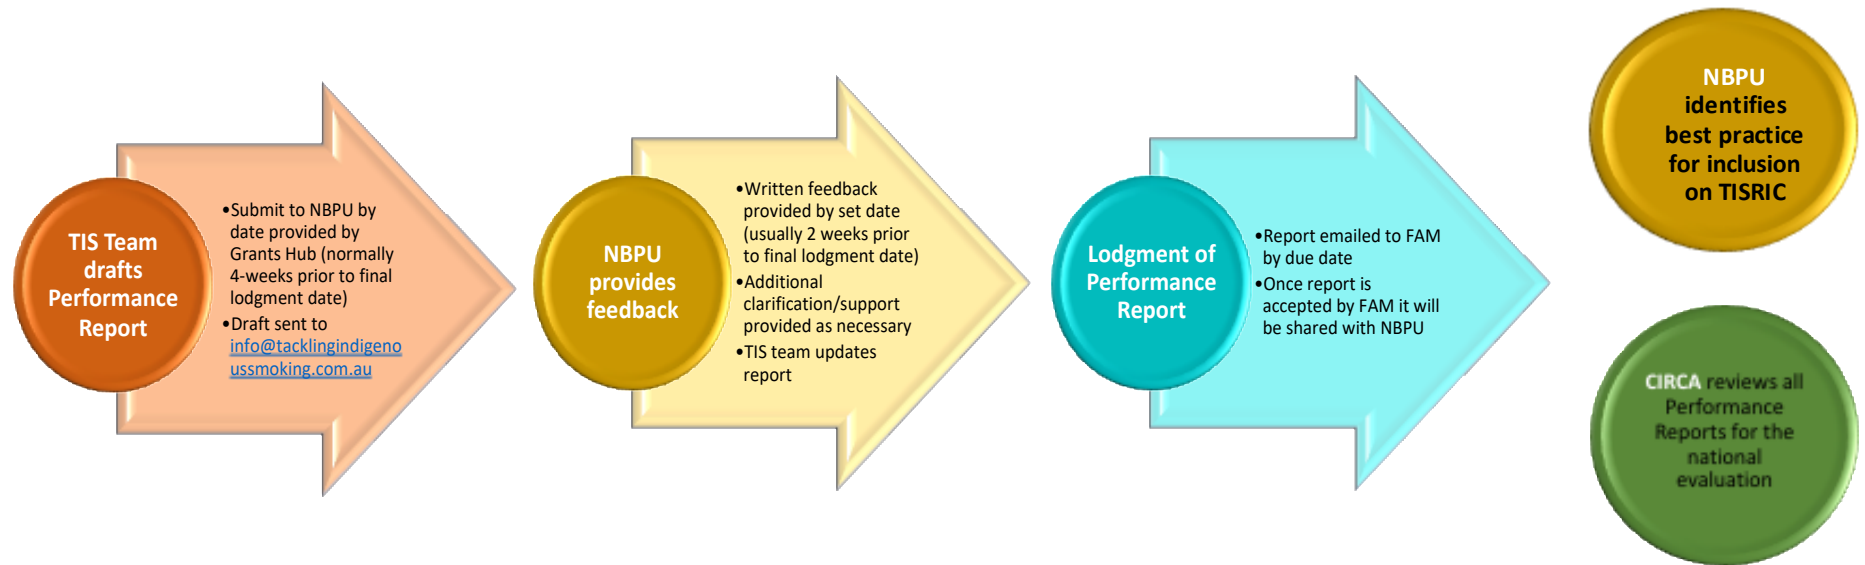 TIS Team
drafts
Performance
Report
•Submit to NBPU by
date provided by
Grants Hub (normally
4-weeks prior to final
lodgment date)
•Draft sent to
info@tacklingindigeno
ussmoking.com.au
NBPU
provides
feedback
•Written feedback
provided by set date
(usually 2 weeks prior
to final lodgment date)
•Additional
clarification/support
provided as necessary
•TIS team updates
report
Lodgment of
Performance
Report
•Report emailed to FAM
by due date
•Once report is
accepted by FAM it will
be shared with NBPU
NBPU
identifies
best practice
for inclusion
on TISRIC
CIRCA reviews all
Performance
Reports for the
national
evaluation